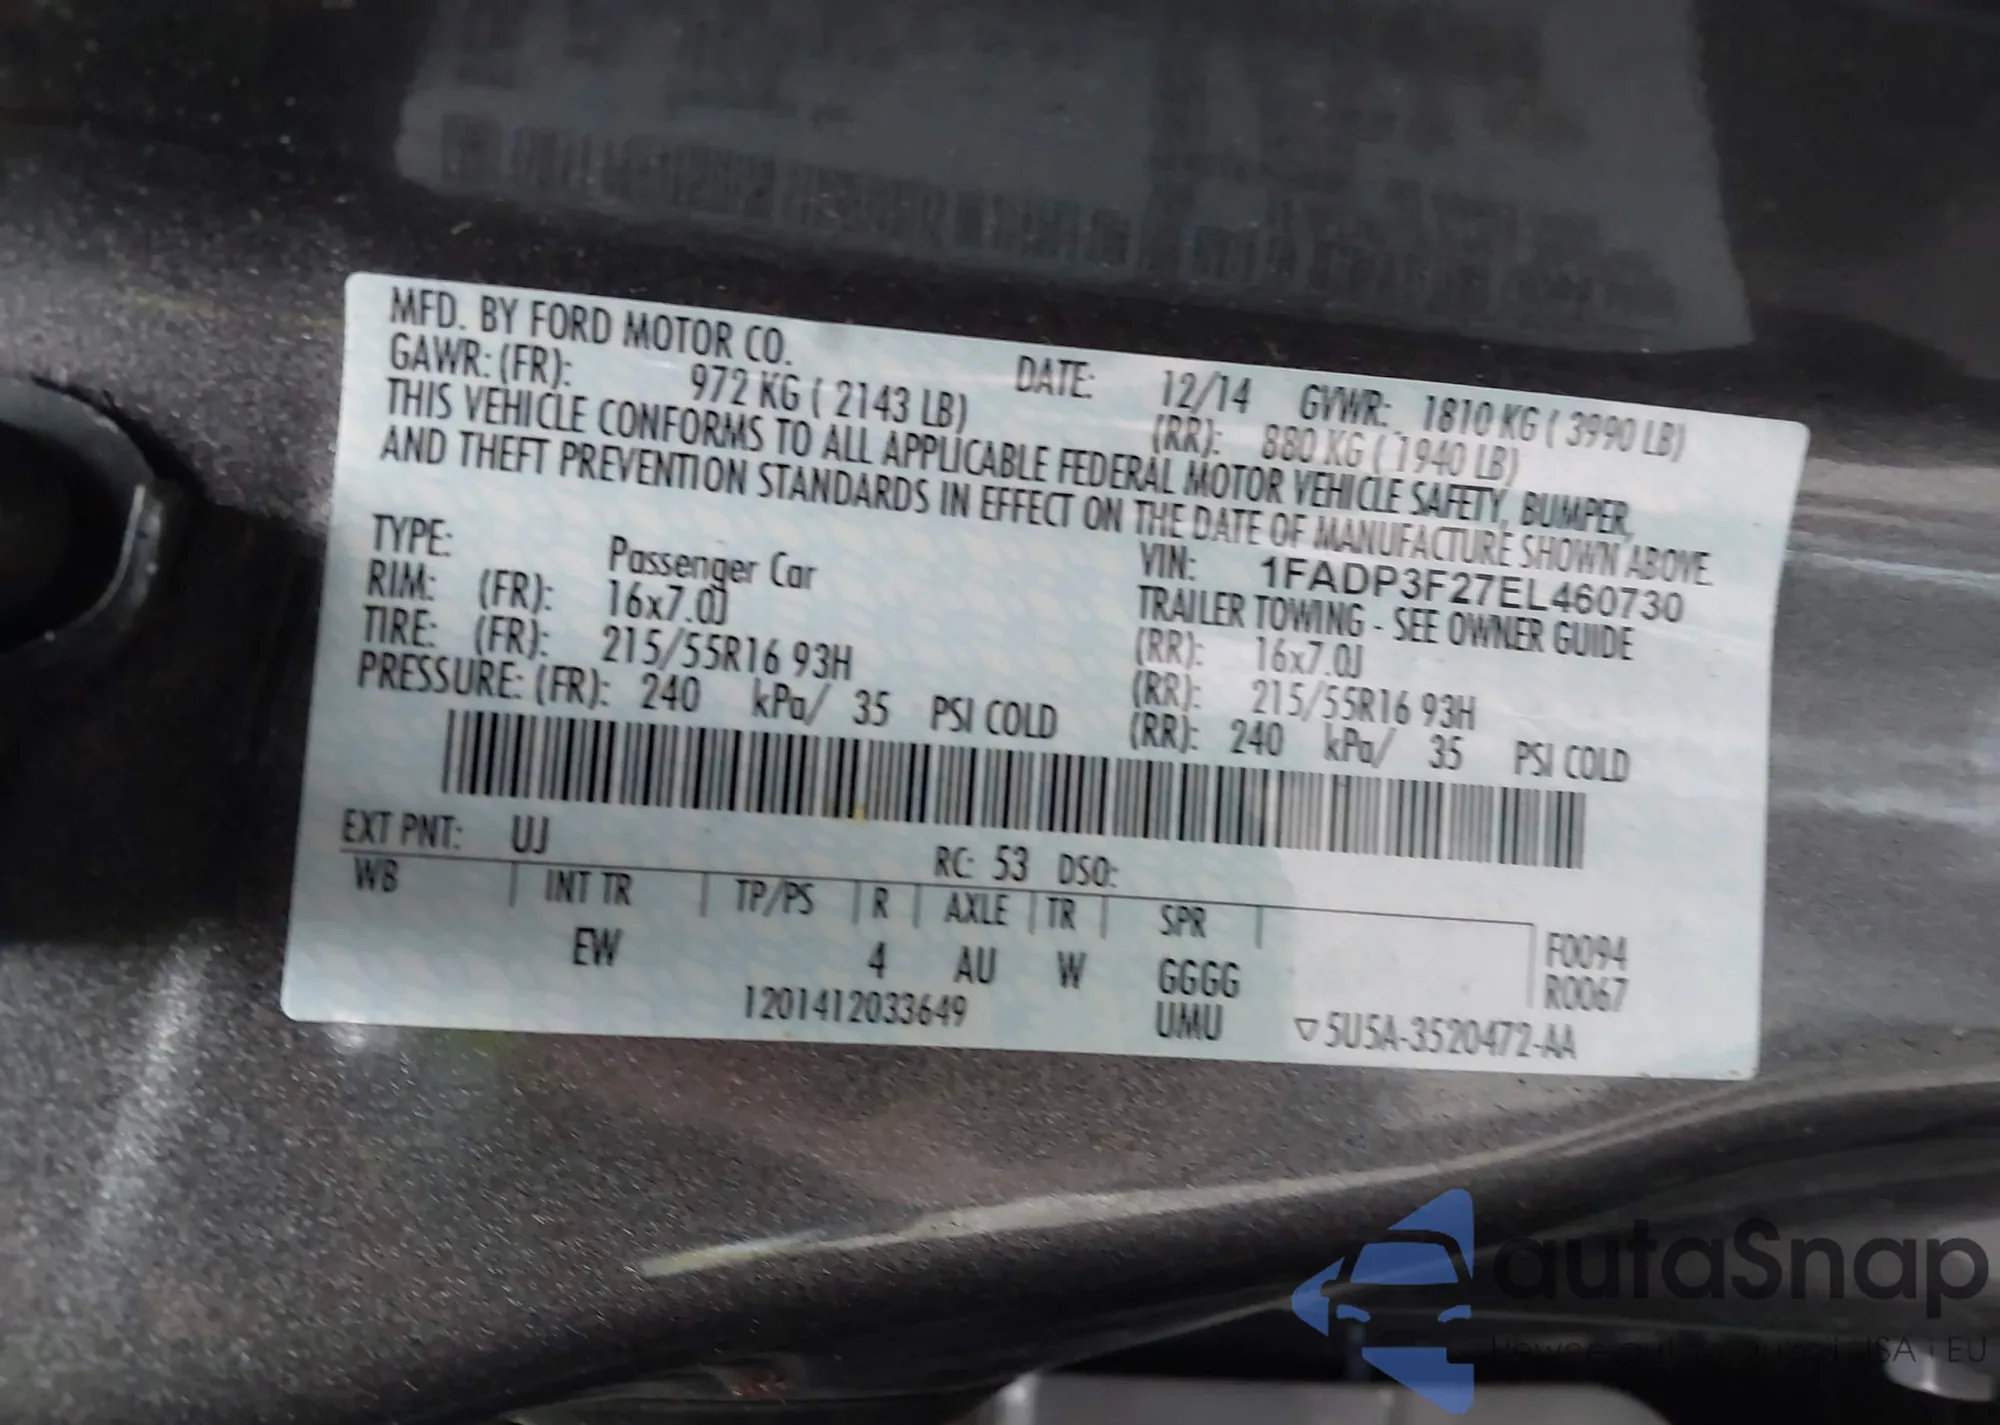 MFD. BY FORD MOTOR CO. DATE: 12/14 GVWR: 1810 KG ( 3990 LB)
GAWR: (FR): 972 KG ( 2143 LB) (RR): 880 KG ( 1940 LB)
THIS VEHICLE CONFORMS TO ALL APPLICABLE FEDERAL MOTOR VEHICLE SAFETY, BUMPER,
AND THEFT PREVENTION STANDARDS IN EFFECT ON THE DATE OF MANUFACTURE SHOWN ABOVE.
VIN: 1FADP3F27EL460730
TYPE: Passenger Car TRAILER TOWING - SEE OWNER GUIDE
RIM: (FR): 16x7.0J (RR): 16x7.0J
TIRE: (FR): 215/55R16 93H (RR): 215/55R16 93H
PRESSURE: (FR): 240 kPa/ 35 PSI COLD (RR): 240 kPa/ 35 PSI COLD
EXT PNT: UJ RC: 53 DSO:
WB INT TR TP/PS R AXLE TR SPR F0094
EW 4 AU W GGGG R0067
1201412033649 UMU ▽5U5A-3520472-AA
autaSnap